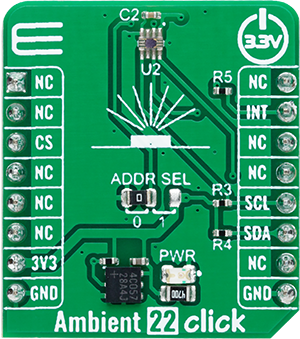 C2
3.3V
U2
R5
NC
NC
NC
INT
CS
NC
NC
NC
ADDR SEL
NC
R3
SCL
0 1
NC
R4
SDA
3V3
PWR
NC
GND
GND
Ambient 22 click